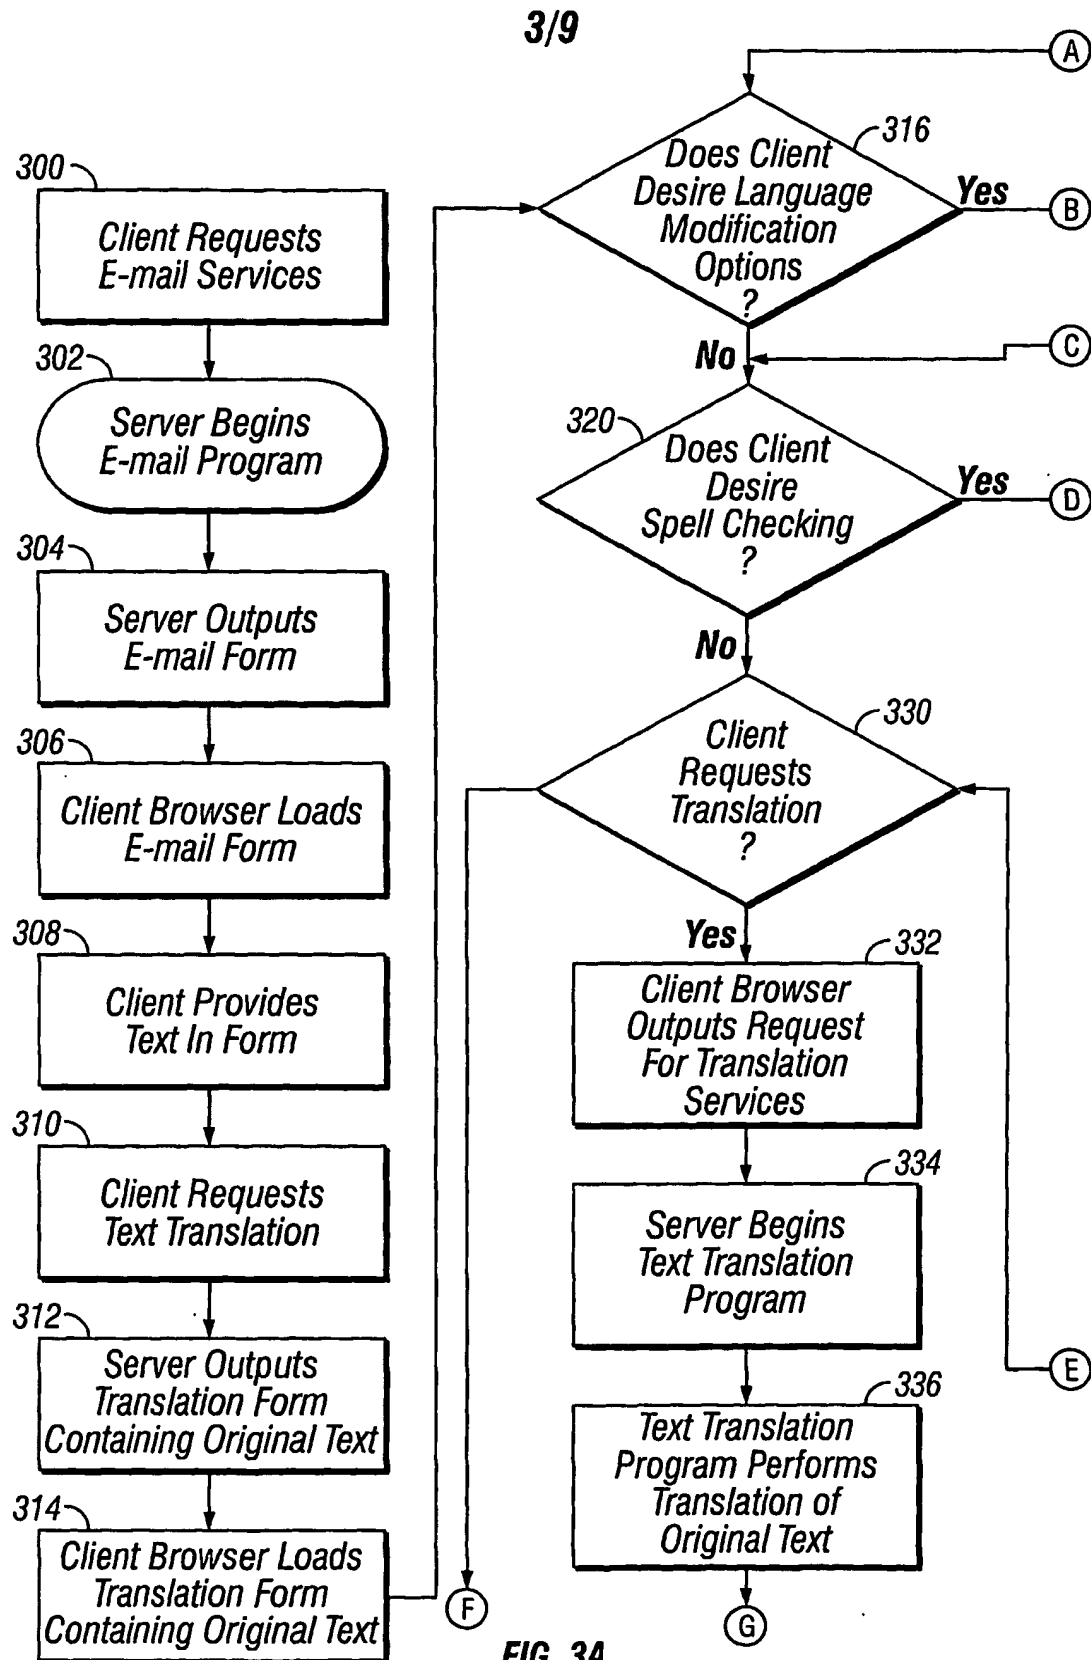 3/9
300
Client Requests
E-mail Services
302
Server Begins
E-mail Program
304
Server Outputs
E-mail Form
306
Client Browser Loads
E-mail Form
308
Client Provides
Text In Form
310
Client Requests
Text Translation
312
Server Outputs
Translation Form
Containing Original Text
314
Client Browser Loads
Translation Form
Containing Original Text
A
316
Does Client
Desire Language
Modification
Options
?
Yes
B
No
C
320
Does Client
Desire
Spell Checking
?
Yes
D
No
330
Client
Requests
Translation
?
Yes
332
Client Browser
Outputs Request
For Translation
Services
334
Server Begins
Text Translation
Program
E
336
Text Translation
Program Performs
Translation of
Original Text
F
G
FIG. 3A